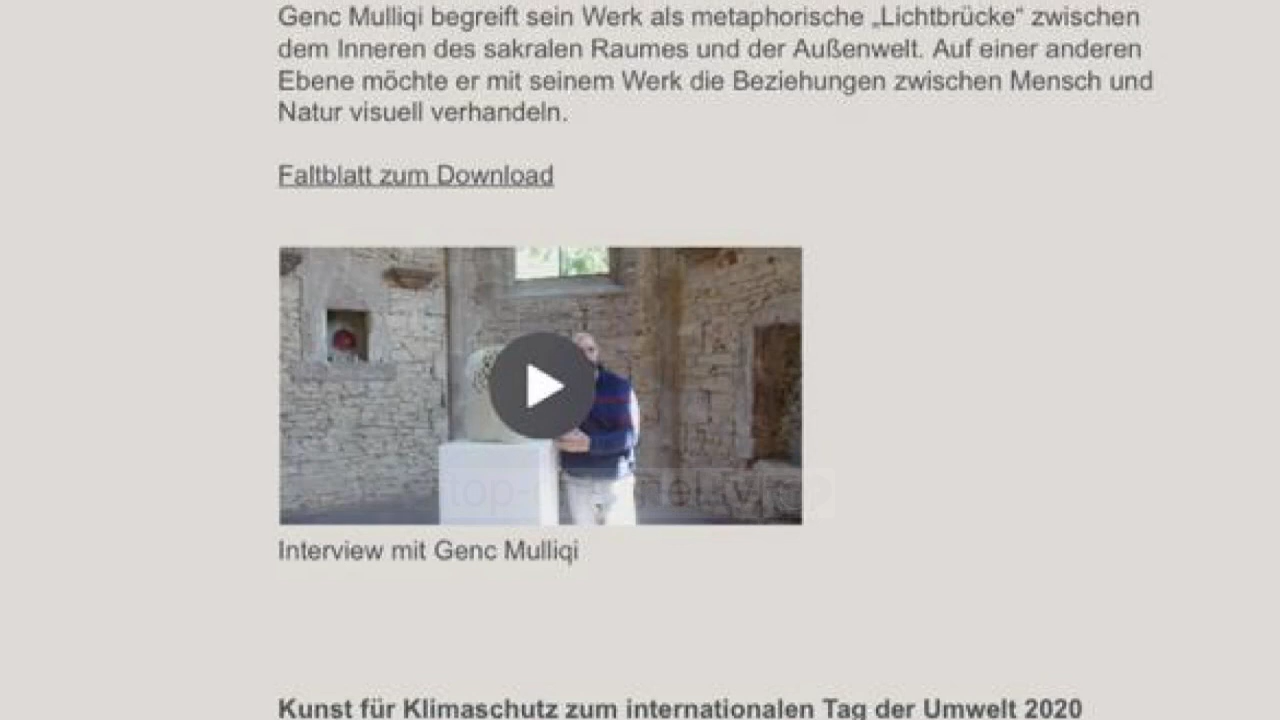 Genc Mulliqi begreift sein Werk als metaphorische „Lichtbrücke“ zwischen
dem Inneren des sakralen Raumes und der Außenwelt. Auf einer anderen
Ebene möchte er mit seinem Werk die Beziehungen zwischen Mensch und
Natur visuell verhandeln.
Faltblatt zum Download
Interview mit Genc Mulliqi
Kunst für Klimaschutz zum internationalen Tag der Umwelt 2020